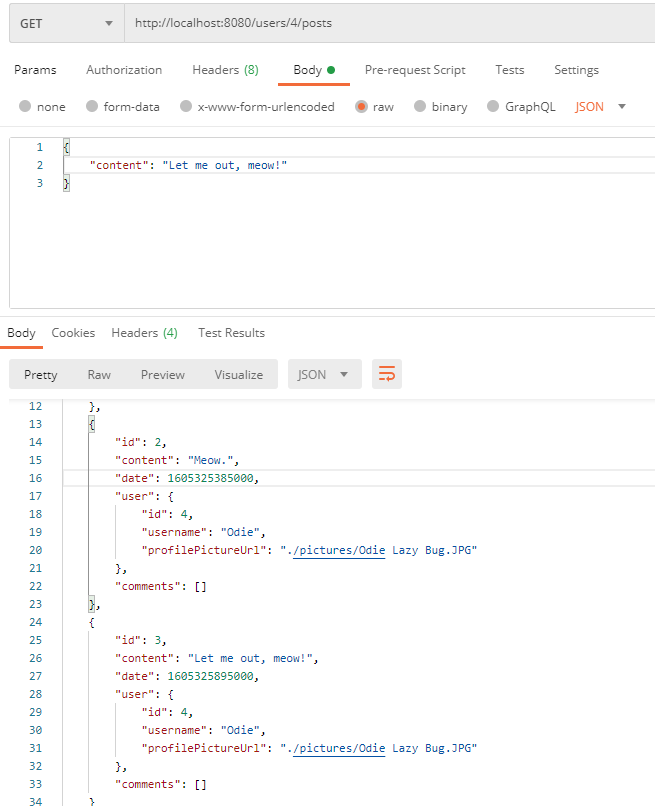 GET http://localhost:8080/users/4/posts
Params Authorization Headers (8) Body Pre-request Script Tests Settings
none form-data x-www-form-urlencoded raw binary GraphQL JSON
1 {
2 "content": "Let me out, meow!"
3 }
Body Cookies Headers (4) Test Results
Pretty Raw Preview Visualize JSON
12 },
13 {
14 "id": 2,
15 "content": "Meow.",
16 "date": 1605325385000,
17 "user": {
18 "id": 4,
19 "username": "Odie",
20 "profilePictureUrl": "./pictures/Odie Lazy Bug.JPG"
21 },
22 "comments": []
23 },
24 {
25 "id": 3,
26 "content": "Let me out, meow!",
27 "date": 1605325895000,
28 "user": {
29 "id": 4,
30 "username": "Odie",
31 "profilePictureUrl": "./pictures/Odie Lazy Bug.JPG"
32 },
33 "comments": []
34 }